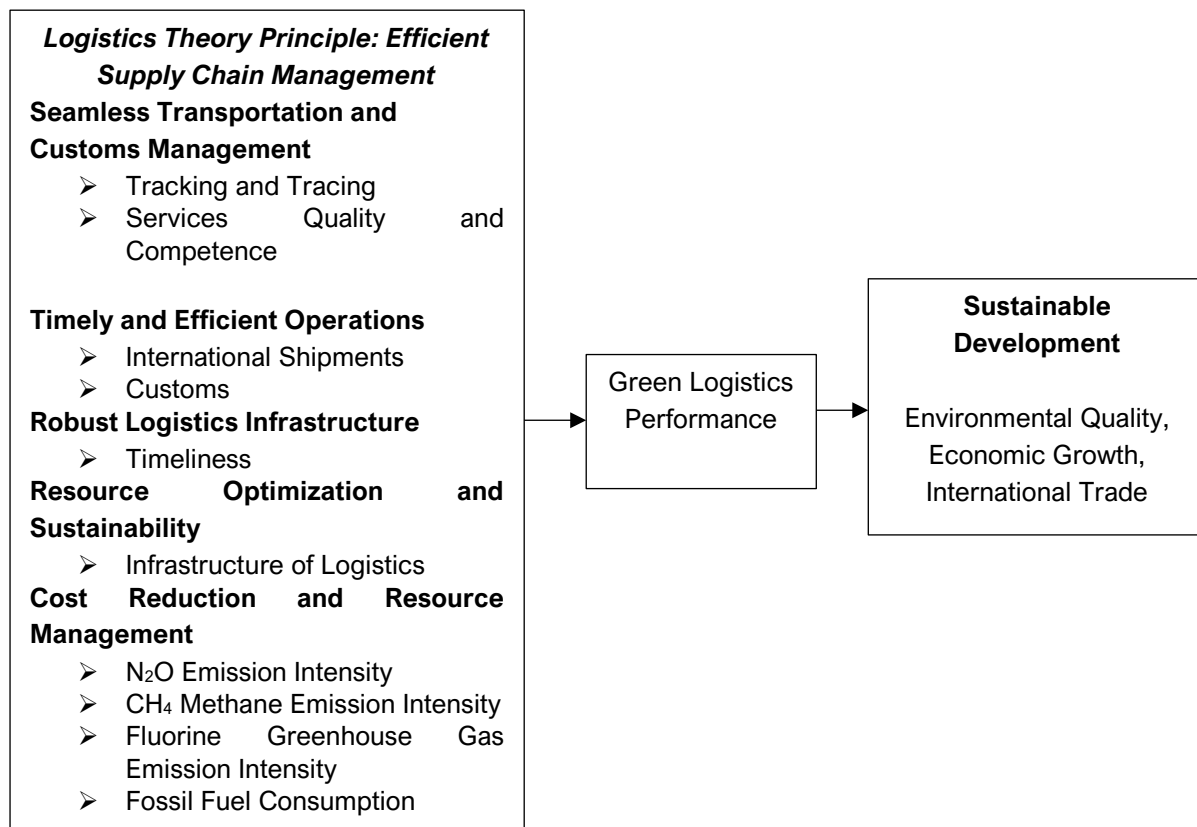 Logistics Theory Principle: Efficient
Supply Chain Management
Seamless Transportation and
Customs Management
➢ Tracking and Tracing
➢ Services Quality and
Competence
Timely and Efficient Operations
➢ International Shipments
➢ Customs
Robust Logistics Infrastructure
➢ Timeliness
Resource Optimization and
Sustainability
➢ Infrastructure of Logistics
Cost Reduction and Resource
Management
➢ N₂O Emission Intensity
➢ CH₄ Methane Emission Intensity
➢ Fluorine Greenhouse Gas
Emission Intensity
➢ Fossil Fuel Consumption
Green Logistics
Performance
Sustainable
Development
Environmental Quality,
Economic Growth,
International Trade